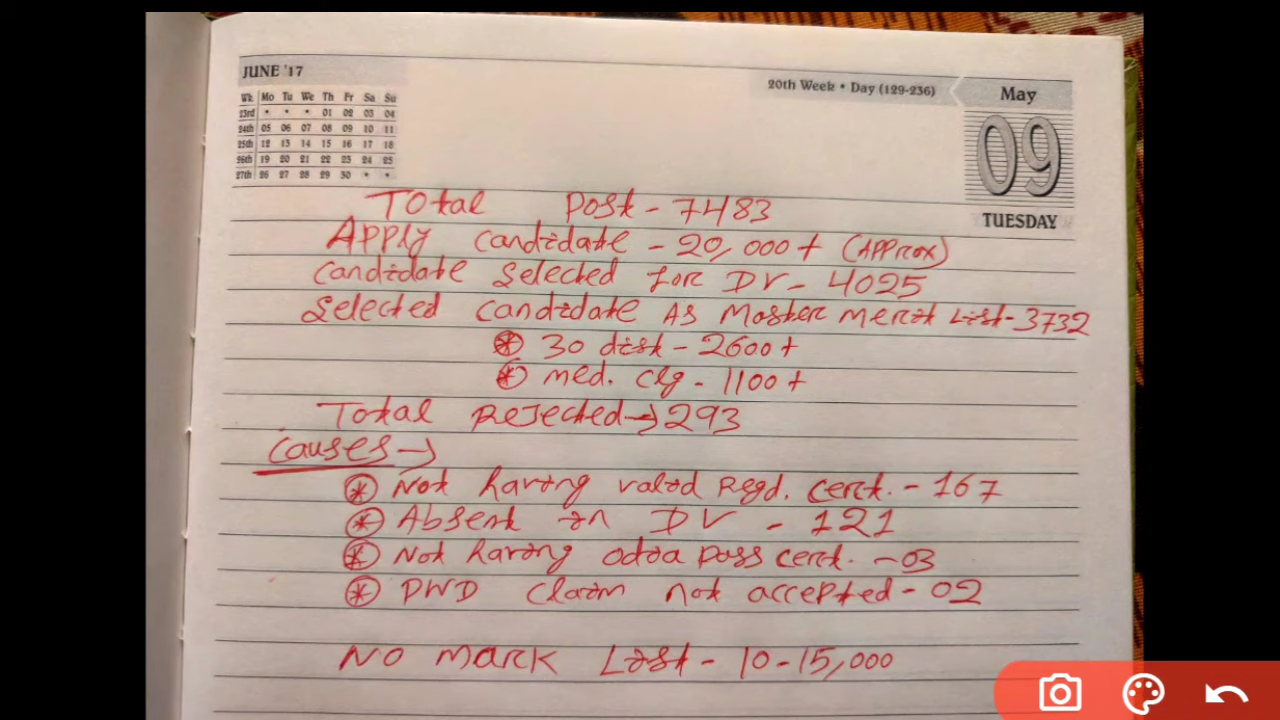 JUNE '17
Wk Mo Tu We Th Fr Sa Su
23rd * * * 01 02 03 04
24th 05 06 07 08 09 10 11
25th 12 13 14 15 16 17 18
26th 19 20 21 22 23 24 25
27th 26 27 28 29 30 * *
20th Week • Day (129-236)
May
09
TUESDAY
Total Post - 7483
Apply candidate - 20,000+ (Approx)
candidate selected for DV - 4025
Selected candidate As Master merit List - 3732
* 30 dist - 2600+
* med. clg - 1100+
Total Rejected → 293
Causes →
* Not having valid Regd. cert. - 167
* Absent in DV - 121
* Not having odia pass cert. - 03
* PWD claim not accepted - 02
No mark List - 10-15,000